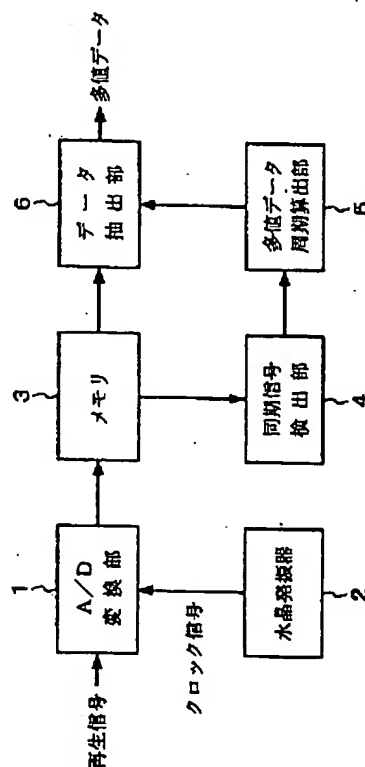 再生信号
1
A/D
変換部
クロック信号
水晶発振器
2
3
メモリ
同期信号
検出部
4
6
データ
抽出部
多値データ
多値データ
周期算出部
5